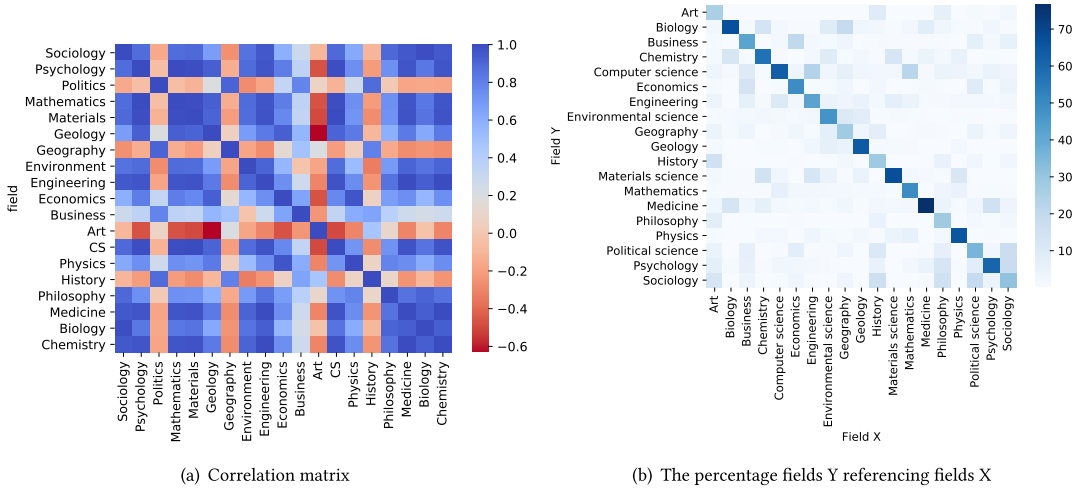 field
Sociology
Psychology
Politics
Mathematics
Materials
Geology
Geography
Environment
Engineering
Economics
Business
Art
CS
Physics
History
Philosophy
Medicine
Biology
Chemistry
Sociology
Psychology
Politics
Mathematics
Materials
Geology
Geography
Environment
Engineering
Economics
Business
Art
CS
Physics
History
Philosophy
Medicine
Biology
Chemistry
1.0
0.8
0.6
0.4
0.2
0.0
−0.2
−0.4
−0.6
(a) Correlation matrix
Field Y
Art
Biology
Business
Chemistry
Computer science
Economics
Engineering
Environmental science
Geography
Geology
History
Materials science
Mathematics
Medicine
Philosophy
Physics
Political science
Psychology
Sociology
Art
Biology
Business
Chemistry
Computer science
Economics
Engineering
Environmental science
Geography
Geology
History
Materials science
Mathematics
Medicine
Philosophy
Physics
Political science
Psychology
Sociology
Field X
70
60
50
40
30
20
10
(b) The percentage fields Y referencing fields X